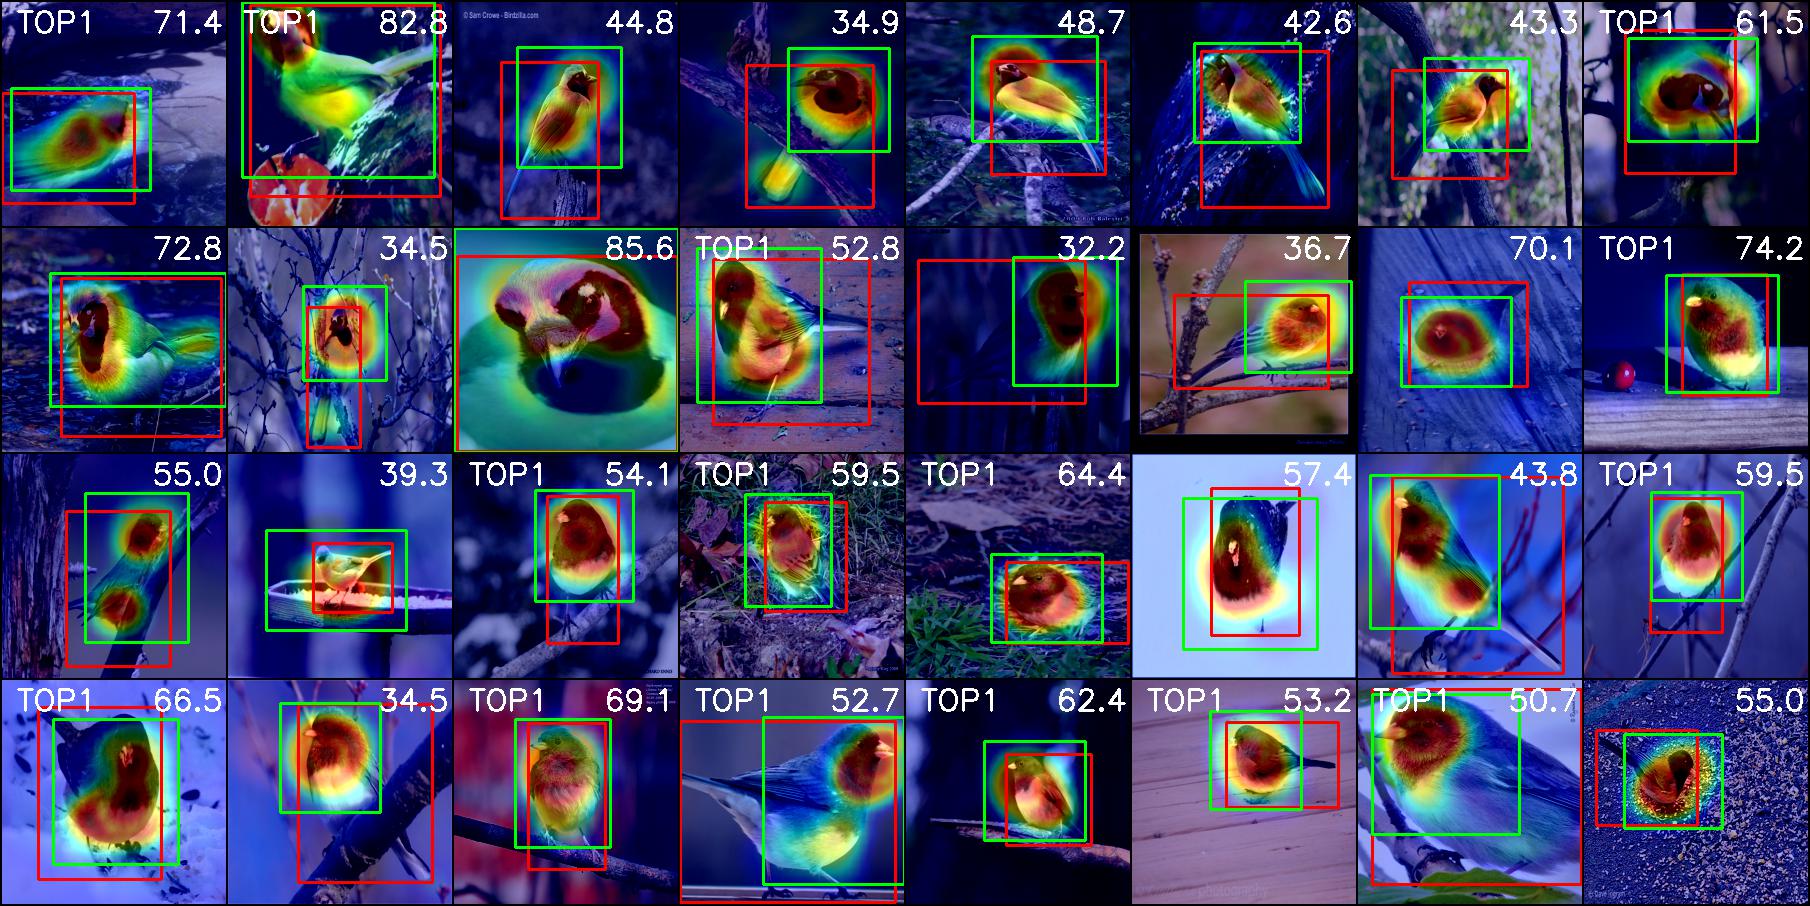 TOP1 71.4
TOP1 82.8
© Sam Crowe - Birdzilla.com
44.8
34.9
48.7
42.6
43.3
TOP1 61.5
72.8
34.5
85.6
TOP1 52.8
32.2
36.7
70.1
TOP1 74.2
55.0
39.3
TOP1 54.1
TOP1 59.5
TOP1 64.4
57.4
43.8
TOP1 59.5
TOP1 66.5
34.5
TOP1 69.1
TOP1 52.7
TOP1 62.4
TOP1 53.2
TOP1 50.7
55.0
photography